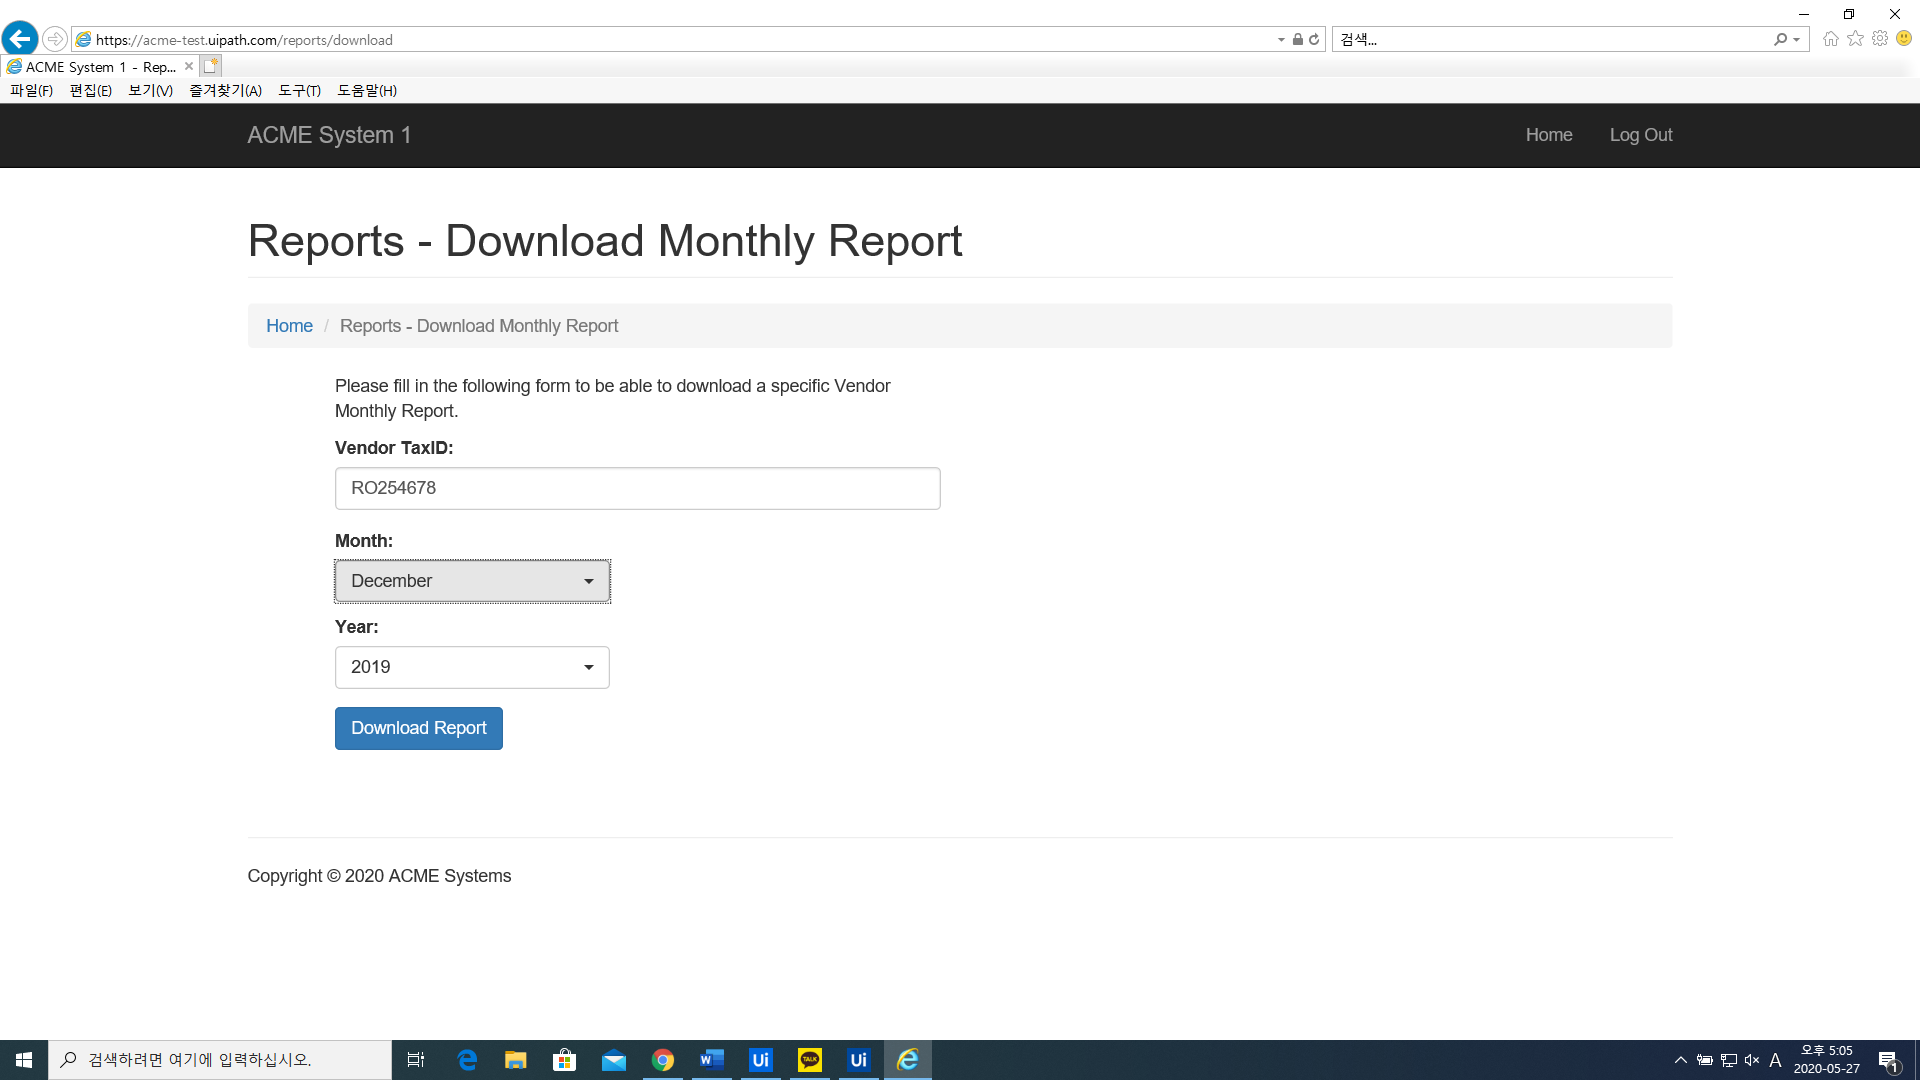 https://acme-test.uipath.com/reports/download
검색...
ACME System 1 - Rep...
파일(F) 편집(E) 보기(V) 즐겨찾기(A) 도구(T) 도움말(H)
ACME System 1
Home
Log Out
Reports - Download Monthly Report
Home / Reports - Download Monthly Report
Please fill in the following form to be able to download a specific Vendor
Monthly Report.
Vendor TaxID:
RO254678
Month:
December
Year:
2019
Download Report
Copyright © 2020 ACME Systems
검색하려면 여기에 입력하십시오.
W
Ui
TALK
Ui
A
오후 5:05
2020-05-27
1